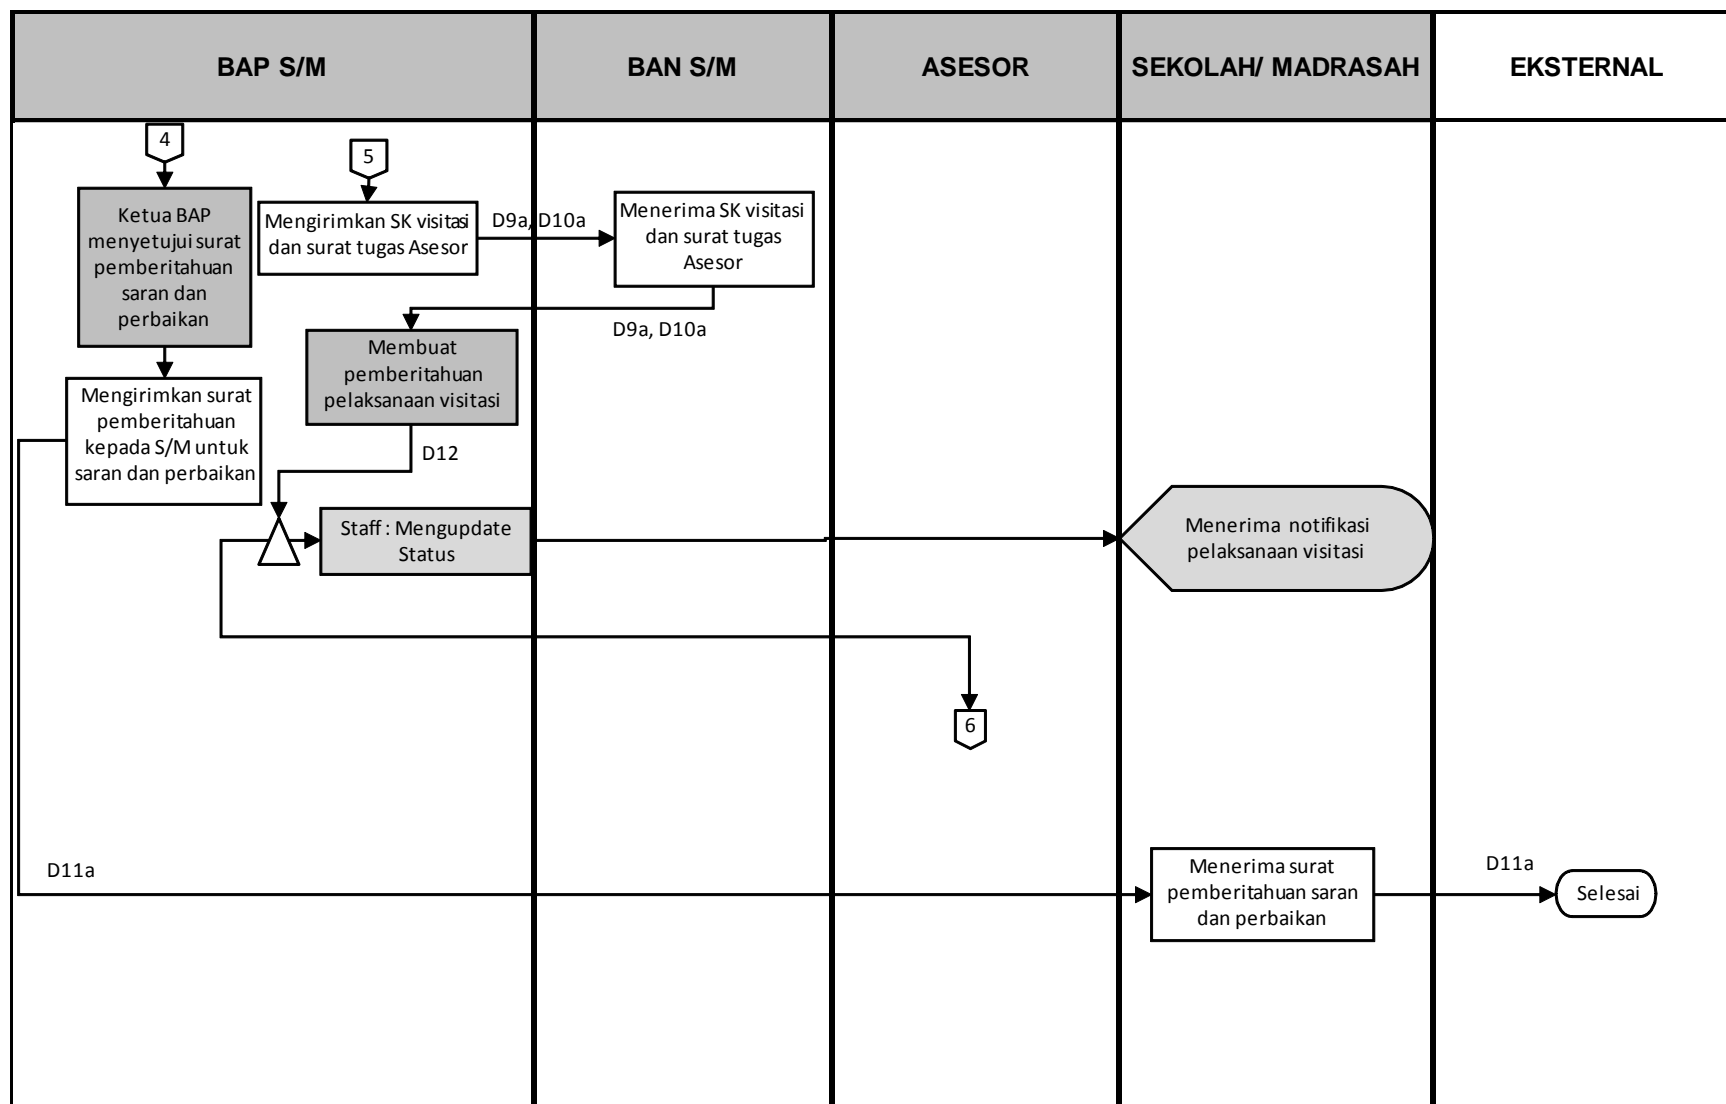 BAP S/M
BAN S/M
ASESOR
SEKOLAH/ MADRASAH
EKSTERNAL
4
5
Ketua BAP
menyetujui surat
pemberitahuan
saran dan
perbaikan
Mengirimkan SK visitasi
dan surat tugas Asesor
D9a, D10a
Menerima SK visitasi
dan surat tugas
Asesor
D9a, D10a
Membuat
pemberitahuan
pelaksanaan visitasi
Mengirimkan surat
pemberitahuan
kepada S/M untuk
saran dan perbaikan
D12
Staff : Mengupdate
Status
Menerima notifikasi
pelaksanaan visitasi
6
D11a
Menerima surat
pemberitahuan saran
dan perbaikan
D11a
Selesai